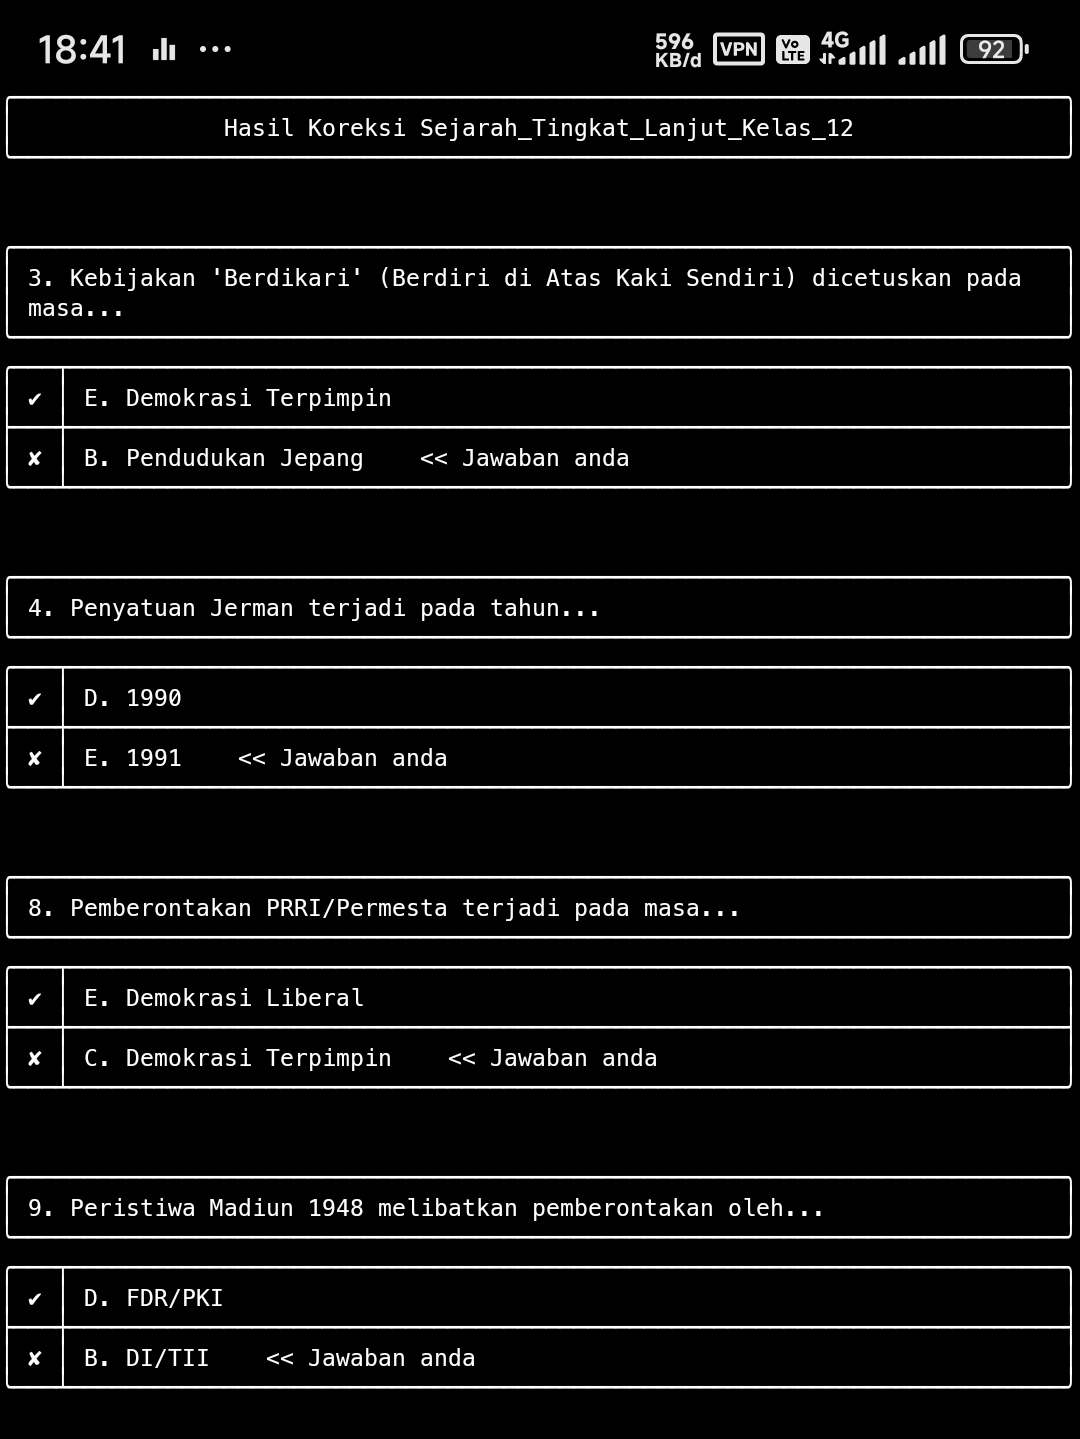 18:41
596 KB/d VPN Vo LTE 4G 92
Hasil Koreksi Sejarah_Tingkat_Lanjut_Kelas_12
3. Kebijakan 'Berdikari' (Berdiri di Atas Kaki Sendiri) dicetuskan pada
masa...
✔ E. Demokrasi Terpimpin
✘ B. Pendudukan Jepang << Jawaban anda
4. Penyatuan Jerman terjadi pada tahun...
✔ D. 1990
✘ E. 1991 << Jawaban anda
8. Pemberontakan PRRI/Permesta terjadi pada masa...
✔ E. Demokrasi Liberal
✘ C. Demokrasi Terpimpin << Jawaban anda
9. Peristiwa Madiun 1948 melibatkan pemberontakan oleh...
✔ D. FDR/PKI
✘ B. DI/TII << Jawaban anda